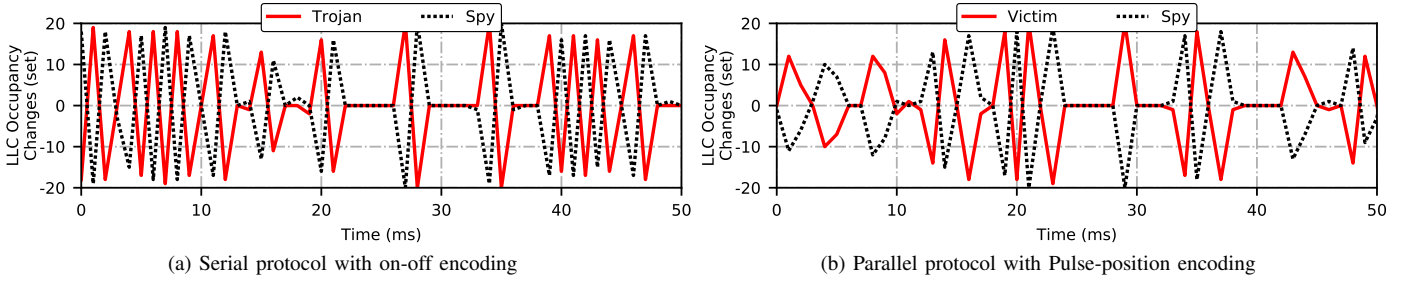 Trojan Spy
20
10
0
-10
-20
LLC Occupancy
Changes (set)
0 10 20 30 40 50
Time (ms)
(a) Serial protocol with on-off encoding
Victim Spy
20
10
0
-10
-20
LLC Occupancy
Changes (set)
0 10 20 30 40 50
Time (ms)
(b) Parallel protocol with Pulse-position encoding